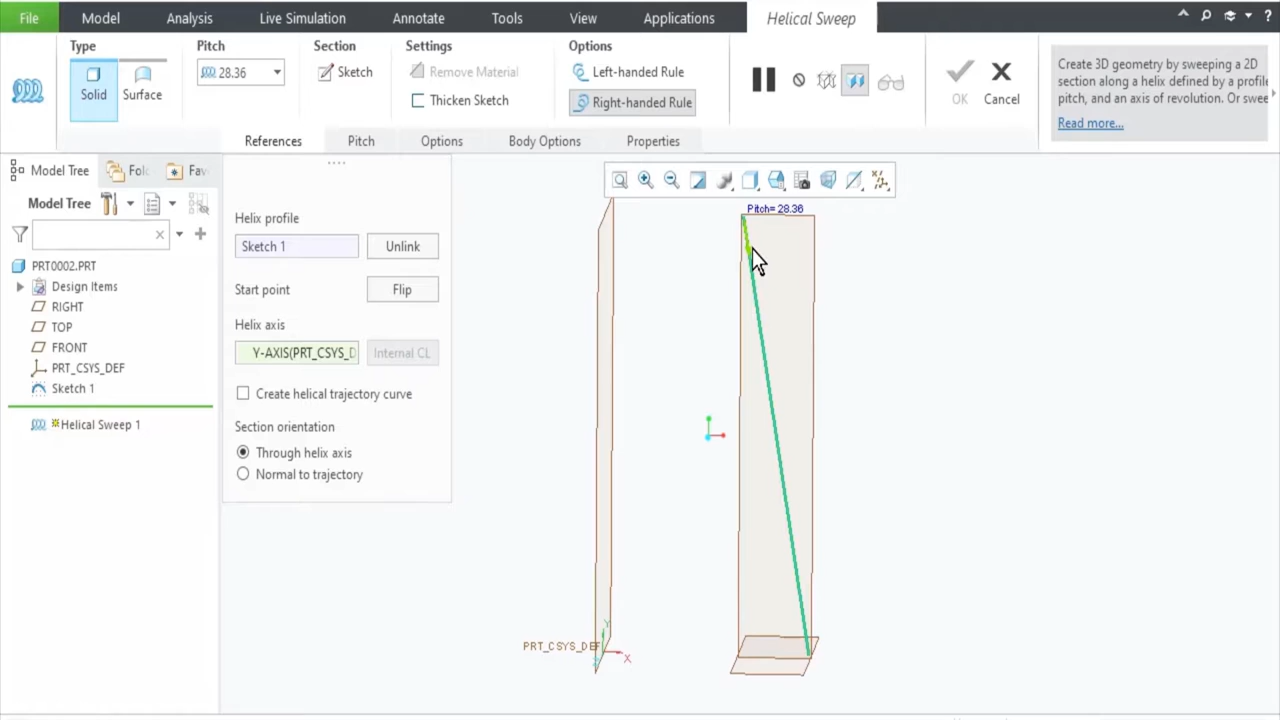 File Model Analysis Live Simulation Annotate Tools View Applications Helical Sweep
Type Pitch Section Settings Options
Solid Surface
28.36
Sketch
Remove Material
Thicken Sketch
Left-handed Rule
Right-handed Rule
OK Cancel
Create 3D geometry by sweeping a 2D
section along a helix defined by a profile
pitch, and an axis of revolution. Or swee
Read more...
References Pitch Options Body Options Properties
Model Tree Fol Fav
Model Tree
PRT0002.PRT
Design Items
RIGHT
TOP
FRONT
PRT_CSYS_DEF
Sketch 1
Helical Sweep 1
Helix profile
Sketch 1 Unlink
Start point Flip
Helix axis
Y-AXIS(PRT_CSYS_D Internal CL
Create helical trajectory curve
Section orientation
Through helix axis
Normal to trajectory
Pitch= 28.36
PRT_CSYS_DEF
Y
X